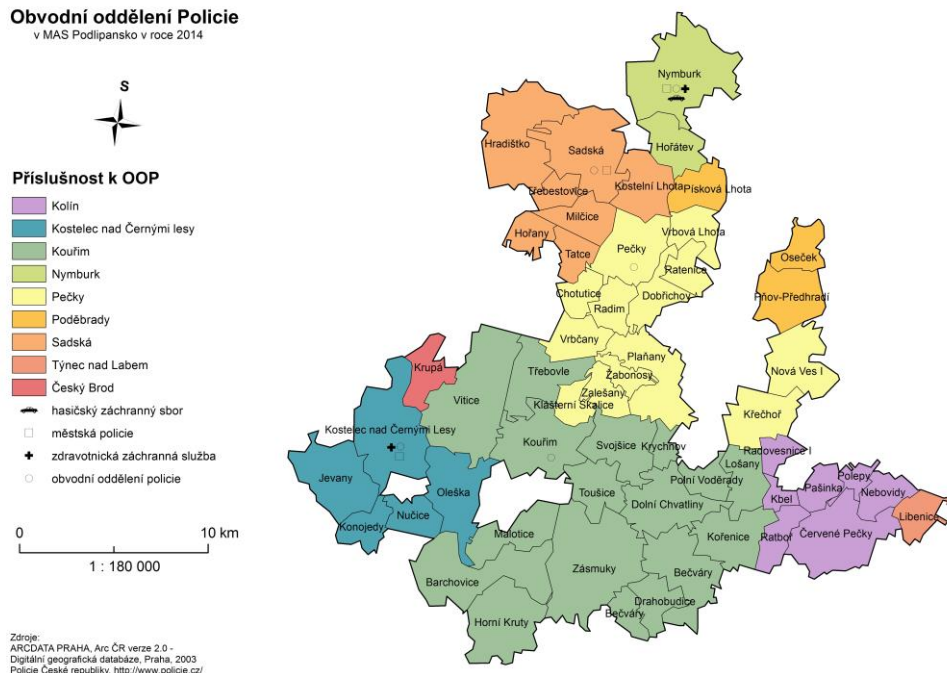 Obvodní oddělení Policie
v MAS Podlipansko v roce 2014
S
Příslušnost k OOP
Kolín
Kostelec nad Černými lesy
Kouřim
Nymburk
Pečky
Poděbrady
Sadská
Týnec nad Labem
Český Brod
hasičský záchranný sbor
městská policie
zdravotnická záchranná služba
obvodní oddělení policie
0 10 km
1 : 180 000
Zdroje:
ARCDATA PRAHA, Arc ČR verze 2.0 -
Digitální geografická databáze, Praha, 2003
Policie České republiky, http://www.policie.cz/
Nymburk
Hradištko
Sadská
Hořátev
Třebestovice
Kostelní Lhota
Písková Lhota
Milčice
Hořany
Tatce
Pečky
Vrbová Lhota
Ratenice
Oseček
Chotutice
Dobřichov
Pňov-Předhradí
Radim
Vrbčany
Plaňany
Krupá
Třebovle
Žabonosy
Nová Ves I
Vitice
Zalešany
Klášterní Skalice
Křečhoř
Kostelec nad Černými Lesy
Kouřim
Svojšice
Krychnov
Radovesnice I
Lošany
Jevany
Oleška
Polní Voděrady
Pašinka
Polepy
Nebovidy
Toušice
Dolní Chvatliny
Kbel
Libenice
Konojedy
Nučice
Malotice
Kořenice
Ratboř
Červené Pečky
Barchovice
Zásmuky
Bečváry
Drahobudice
Bečváry
Horní Kruty